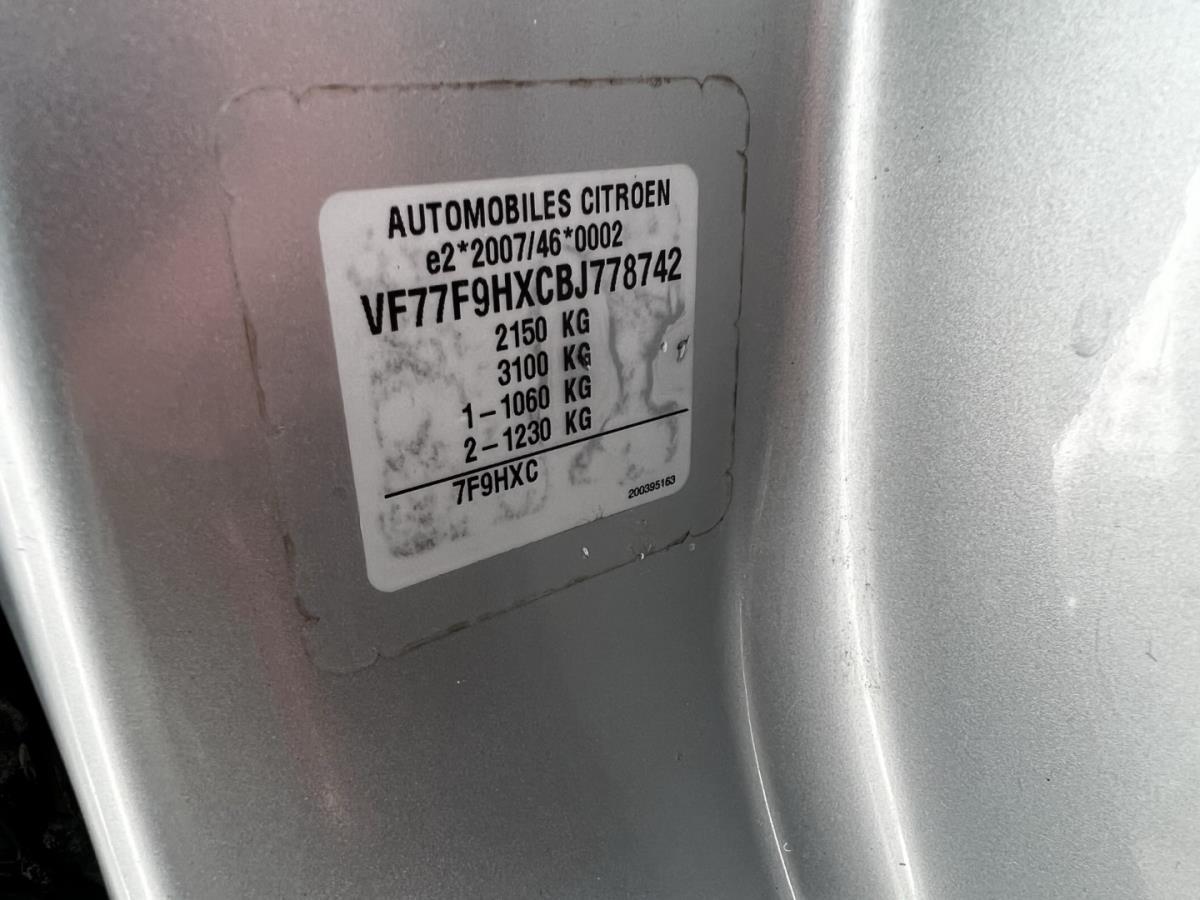 AUTOMOBILES CITROEN
e2*2007/46*0002
VF77F9HXCBJ778742
2150 KG
3100 KG
1-1060 KG
2-1230 KG
7F9HXC
200395163